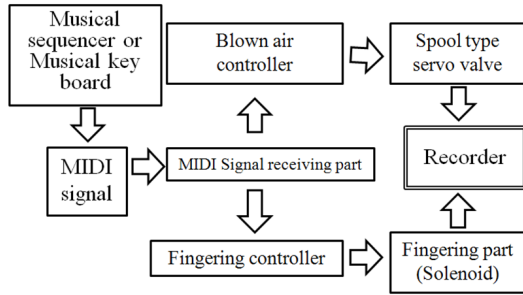 Musical
sequencer or
Musical key
board
Blown air
controller
Spool type
servo valve
MIDI
signal
MIDI Signal receiving part
Recorder
Fingering controller
Fingering part
(Solenoid)